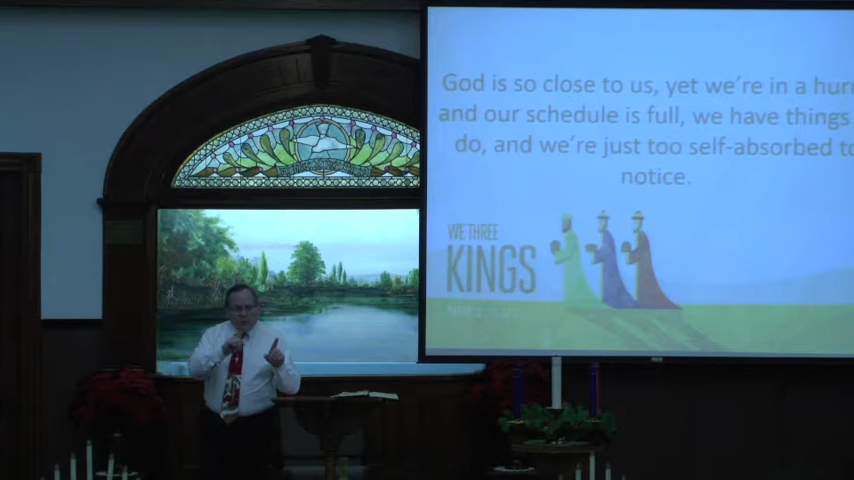 God is so close to us, yet we're in a hurr
and our schedule is full, we have things
do, and we're just too self-absorbed to
notice.
WE THREE
KINGS